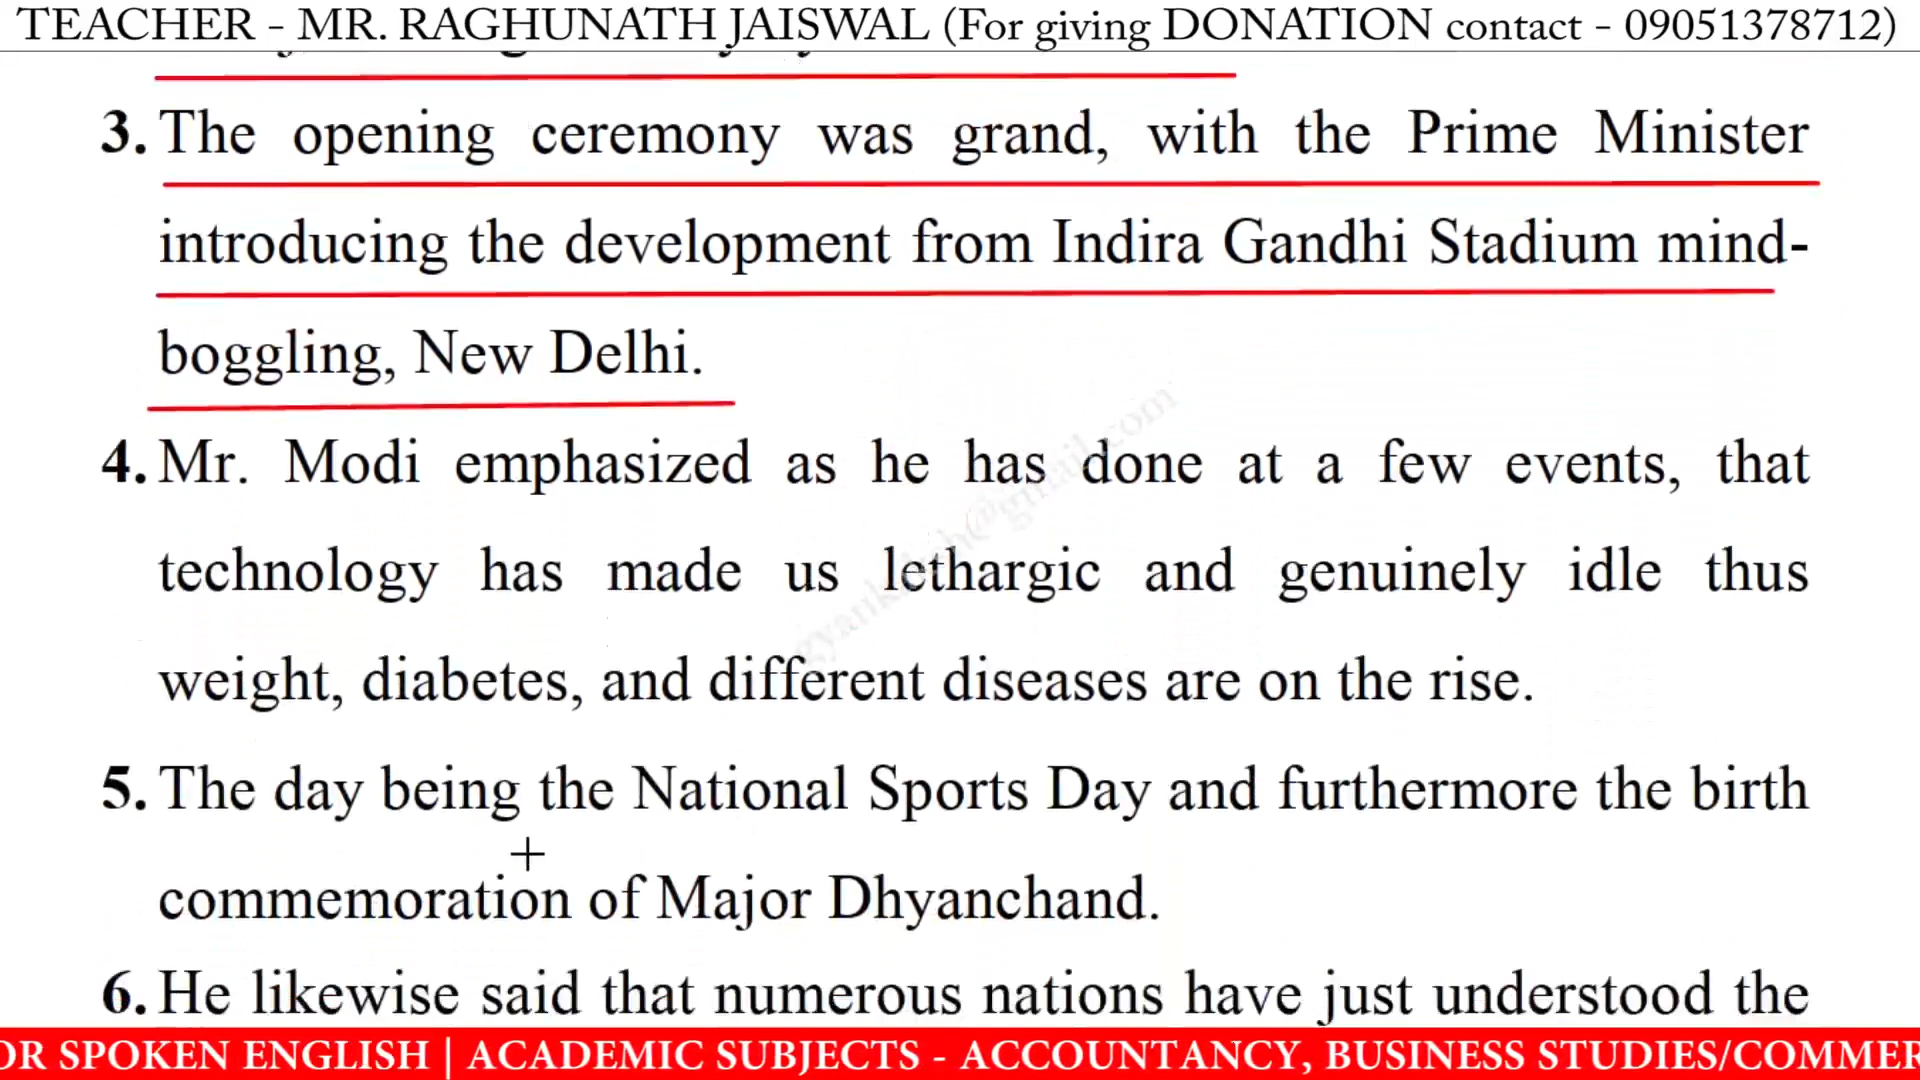 TEACHER - MR. RAGHUNATH JAISWAL (For giving DONATION contact - 09051378712)
3. The opening ceremony was grand, with the Prime Minister
introducing the development from Indira Gandhi Stadium mind-
boggling, New Delhi.
4. Mr. Modi emphasized as he has done at a few events, that
technology has made us lethargic and genuinely idle thus
weight, diabetes, and different diseases are on the rise.
5. The day being the National Sports Day and furthermore the birth
commemoration of Major Dhyanchand.
6. He likewise said that numerous nations have just understood the
OR SPOKEN ENGLISH | ACADEMIC SUBJECTS - ACCOUNTANCY, BUSINESS STUDIES/COMMER